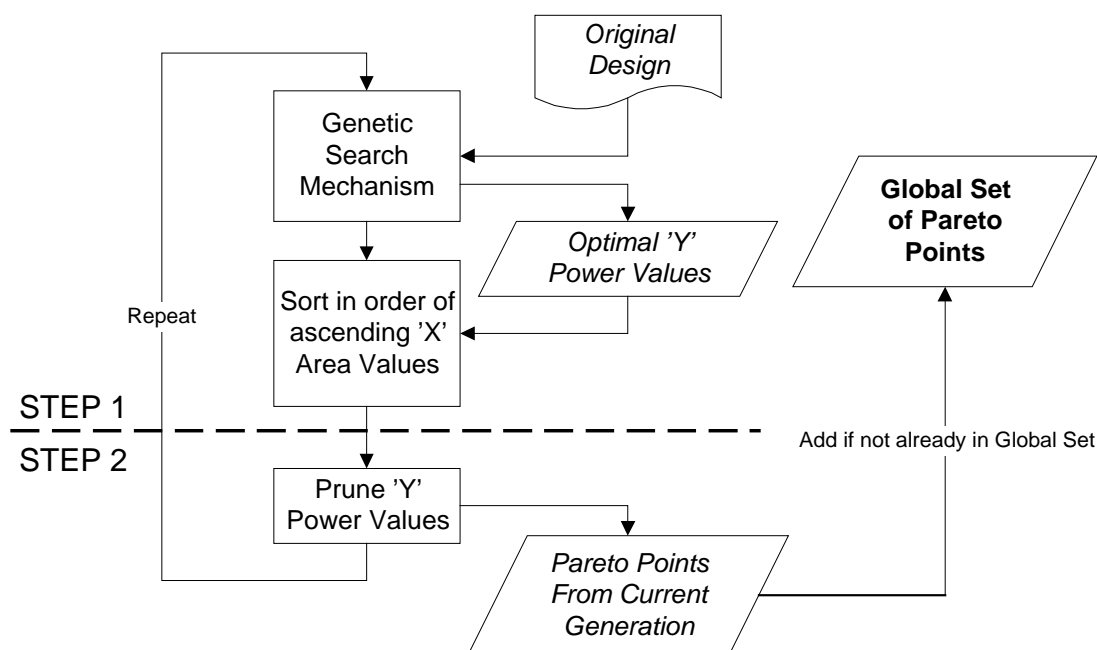 Original
Design
Genetic
Search
Mechanism
Global Set
of Pareto
Points
Optimal ’Y’
Power Values
Sort in order of
ascending ’X’
Area Values
Repeat
STEP 1
STEP 2
Add if not already in Global Set
Prune ’Y’
Power Values
Pareto Points
From Current
Generation